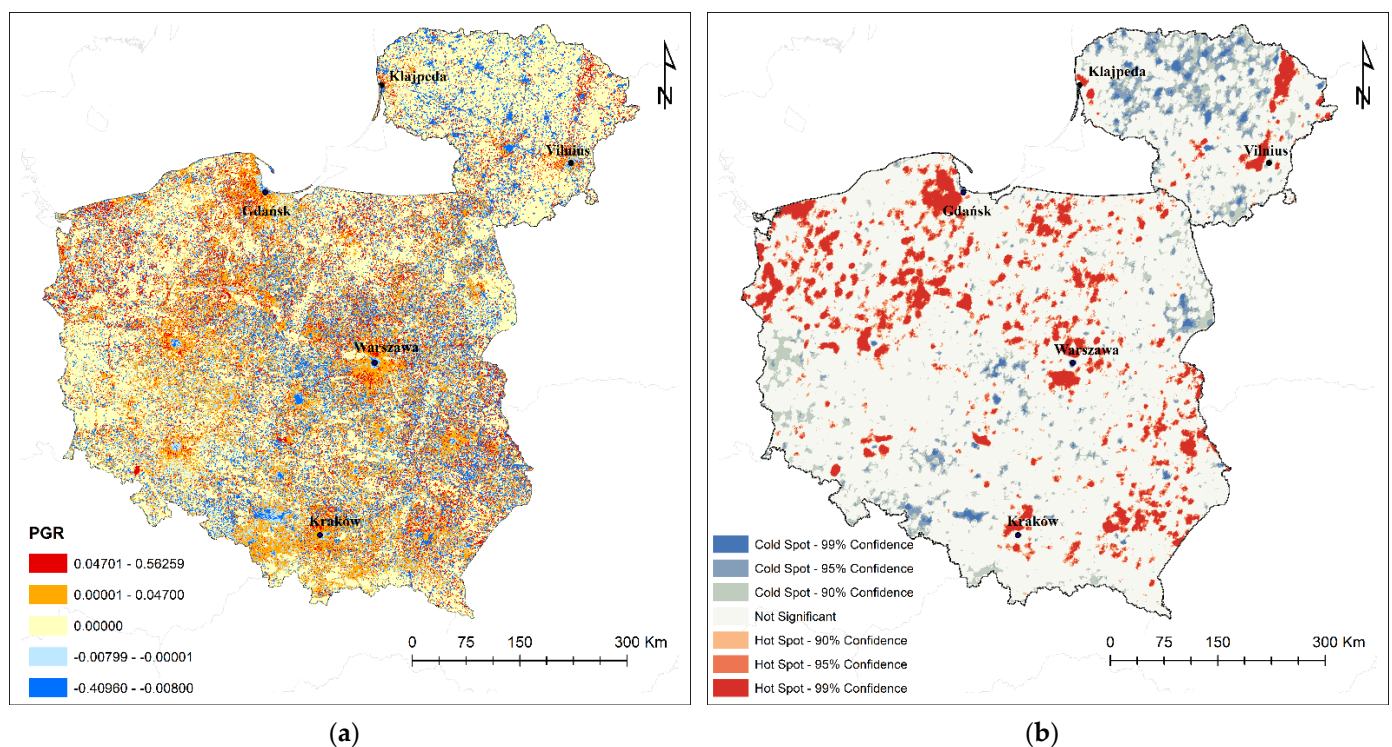 Klajpeda
N
Vilnius
Gdańsk
Warszawa
Kraków
PGR
0.04701 - 0.56259
0.00001 - 0.04700
0.00000
-0.00799 - -0.00001
-0.40960 - -0.00800
0 75 150 300 Km
(a)
Klajpeda
N
Vilnius
Gdańsk
Warszawa
Kraków
Cold Spot - 99% Confidence
Cold Spot - 95% Confidence
Cold Spot - 90% Confidence
Not Significant
Hot Spot - 90% Confidence
Hot Spot - 95% Confidence
Hot Spot - 99% Confidence
0 75 150 300 Km
(b)